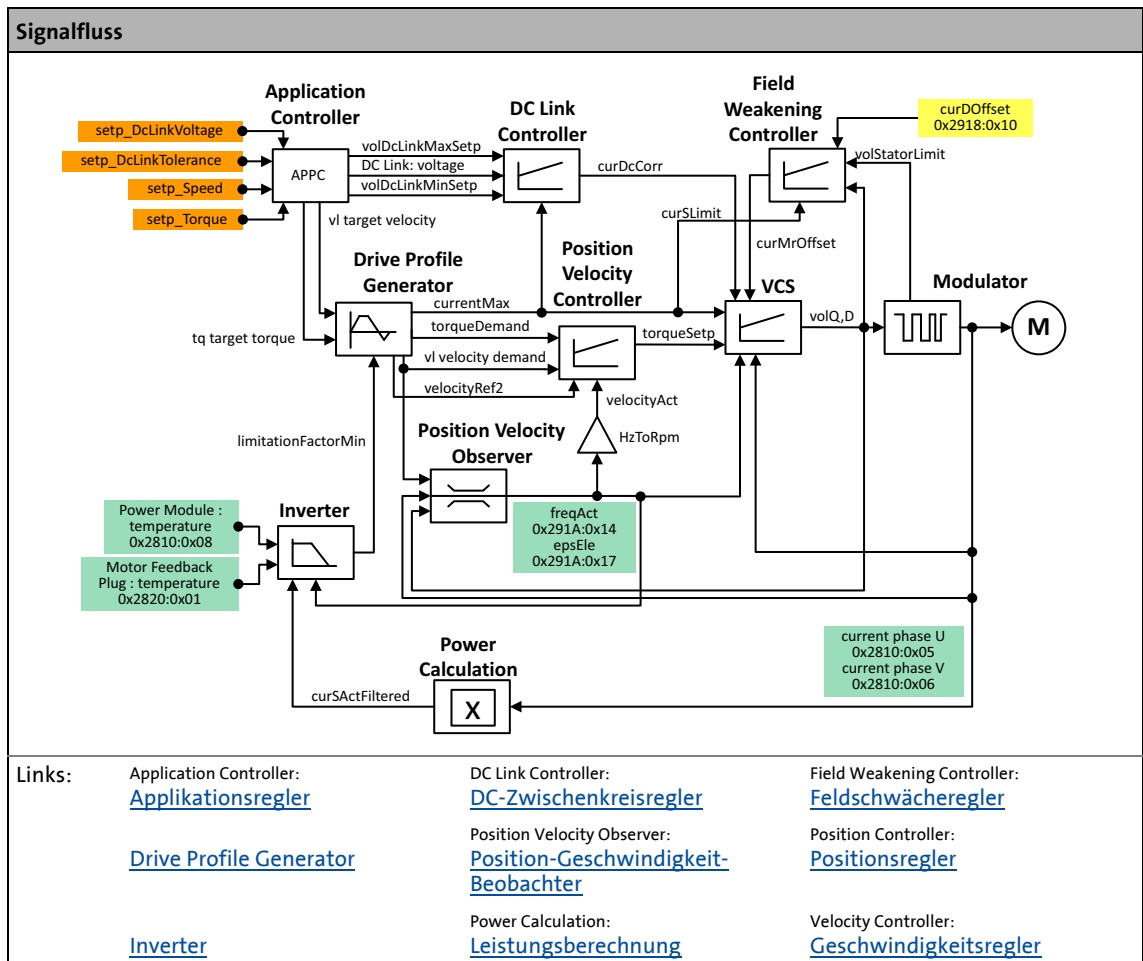 Signalfluss
Application
Controller
DC Link
Controller
Field
Weakening
Controller
curDOffset
0x2918:0x10
setp_DcLinkVoltage
setp_DcLinkTolerance
setp_Speed
setp_Torque
APPC
volDcLinkMaxSetp
DC Link: voltage
volDcLinkMinSetp
curDcCorr
volStatorLimit
vl target velocity
curSLimit
curMrOffset
Drive Profile
Generator
Position
Velocity
Controller
VCS
Modulator
currentMax
torqueDemand
torqueSetp
volQ,D
M
tq target torque
vl velocity demand
velocityRef2
velocityAct
limitationFactorMin
Position Velocity
Observer
HzToRpm
Power Module :
temperature
0x2810:0x08
Motor Feedback
Plug : temperature
0x2820:0x01
Inverter
freqAct
0x291A:0x14
epsEle
0x291A:0x17
current phase U
0x2810:0x05
current phase V
0x2810:0x06
Power
Calculation
curSActFiltered
X
Links:
Application Controller:
Applikationsregler
DC Link Controller:
DC-Zwischenkreisregler
Field Weakening Controller:
Feldschwächeregler
Drive Profile Generator
Position Velocity Observer:
Position-Geschwindigkeit-
Beobachter
Position Controller:
Positionsregler
Inverter
Power Calculation:
Leistungsberechnung
Velocity Controller:
Geschwindigkeitsregler